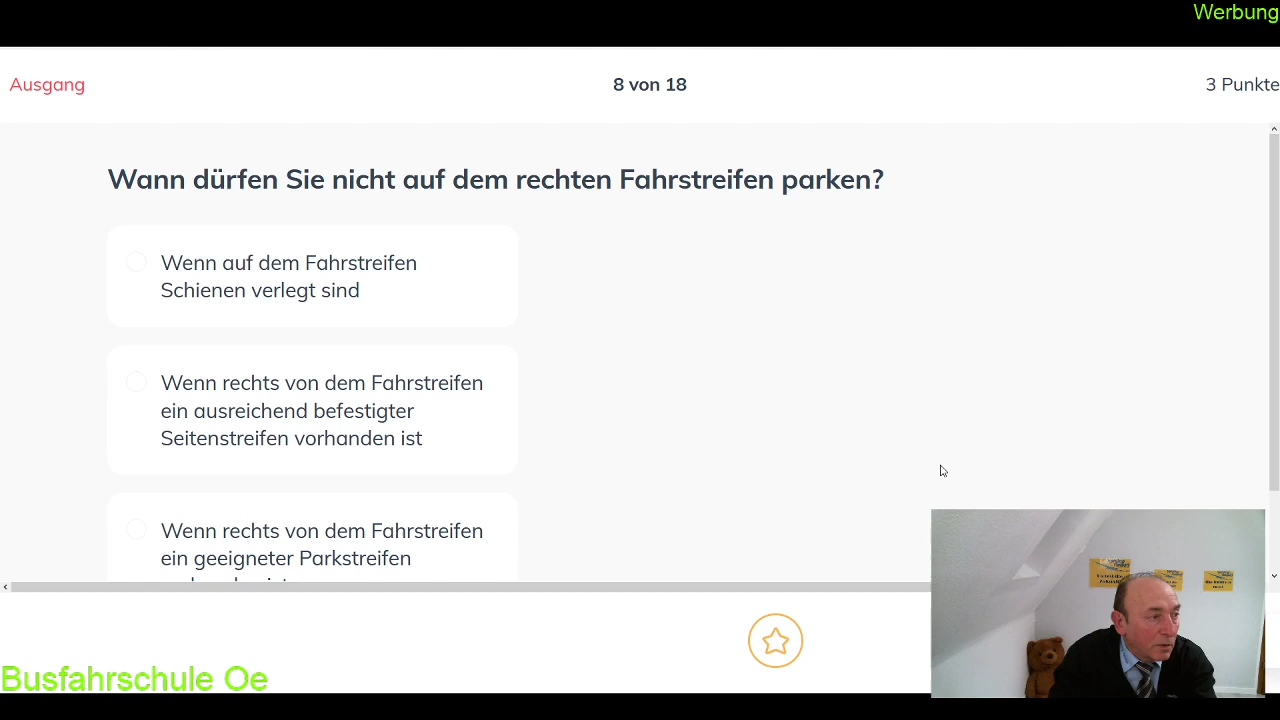 Werbung
Ausgang
8 von 18
3 Punkte
Wann dürfen Sie nicht auf dem rechten Fahrstreifen parken?
Wenn auf dem Fahrstreifen
Schienen verlegt sind
Wenn rechts von dem Fahrstreifen
ein ausreichend befestigter
Seitenstreifen vorhanden ist
Wenn rechts von dem Fahrstreifen
ein geeigneter Parkstreifen
Busfahrschule Oe